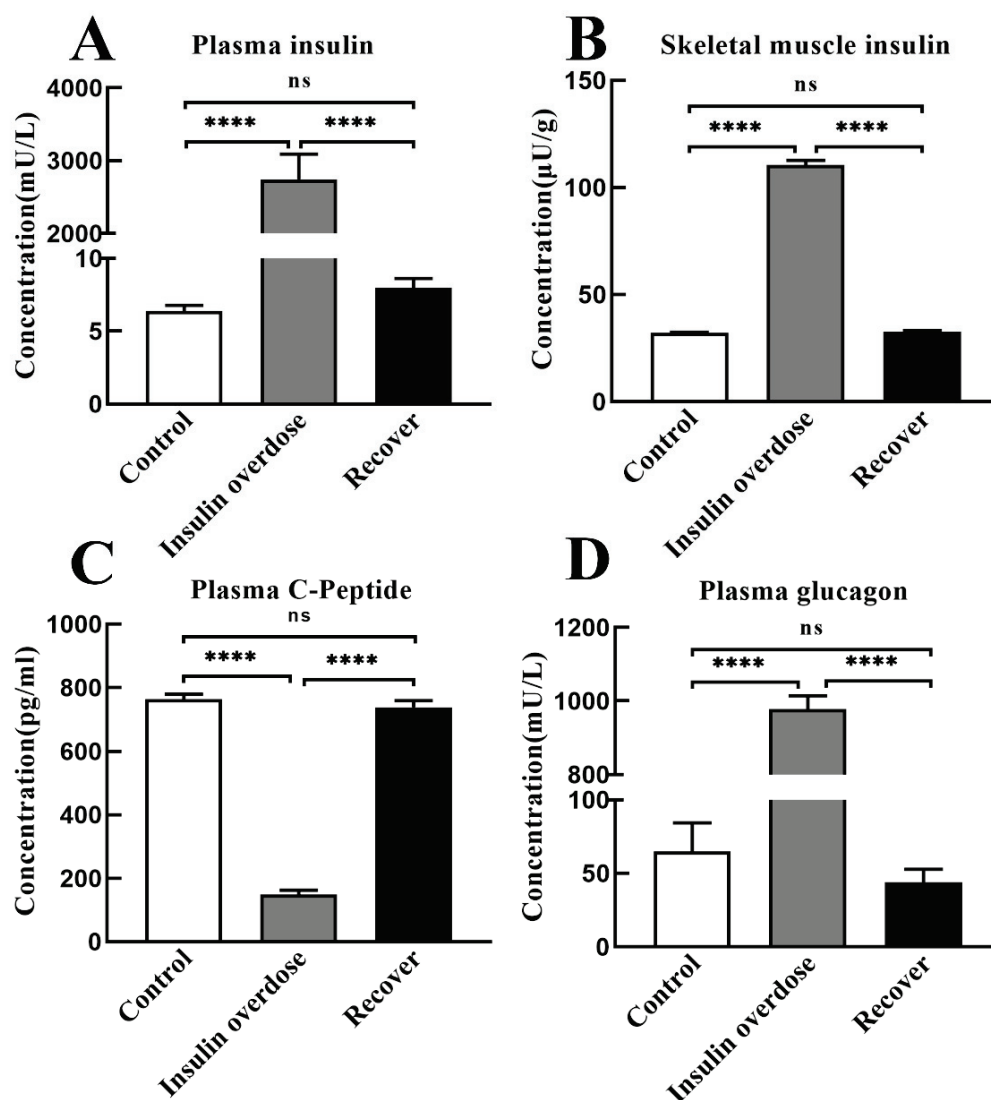 A
Plasma insulin
Concentration(mU/L)
4000
3000
2000
10
5
0
ns
****
****
Control
Insulin overdose
Recover
B
Skeletal muscle insulin
Concentration(µU/g)
150
100
50
0
ns
****
****
Control
Insulin overdose
Recover
C
Plasma C-Peptide
Concentration(pg/ml)
1000
800
600
400
200
0
ns
****
****
Control
Insulin overdose
Recover
D
Plasma glucagon
Concentration(mU/L)
1200
1000
800
100
50
0
ns
****
****
Control
Insulin overdose
Recover